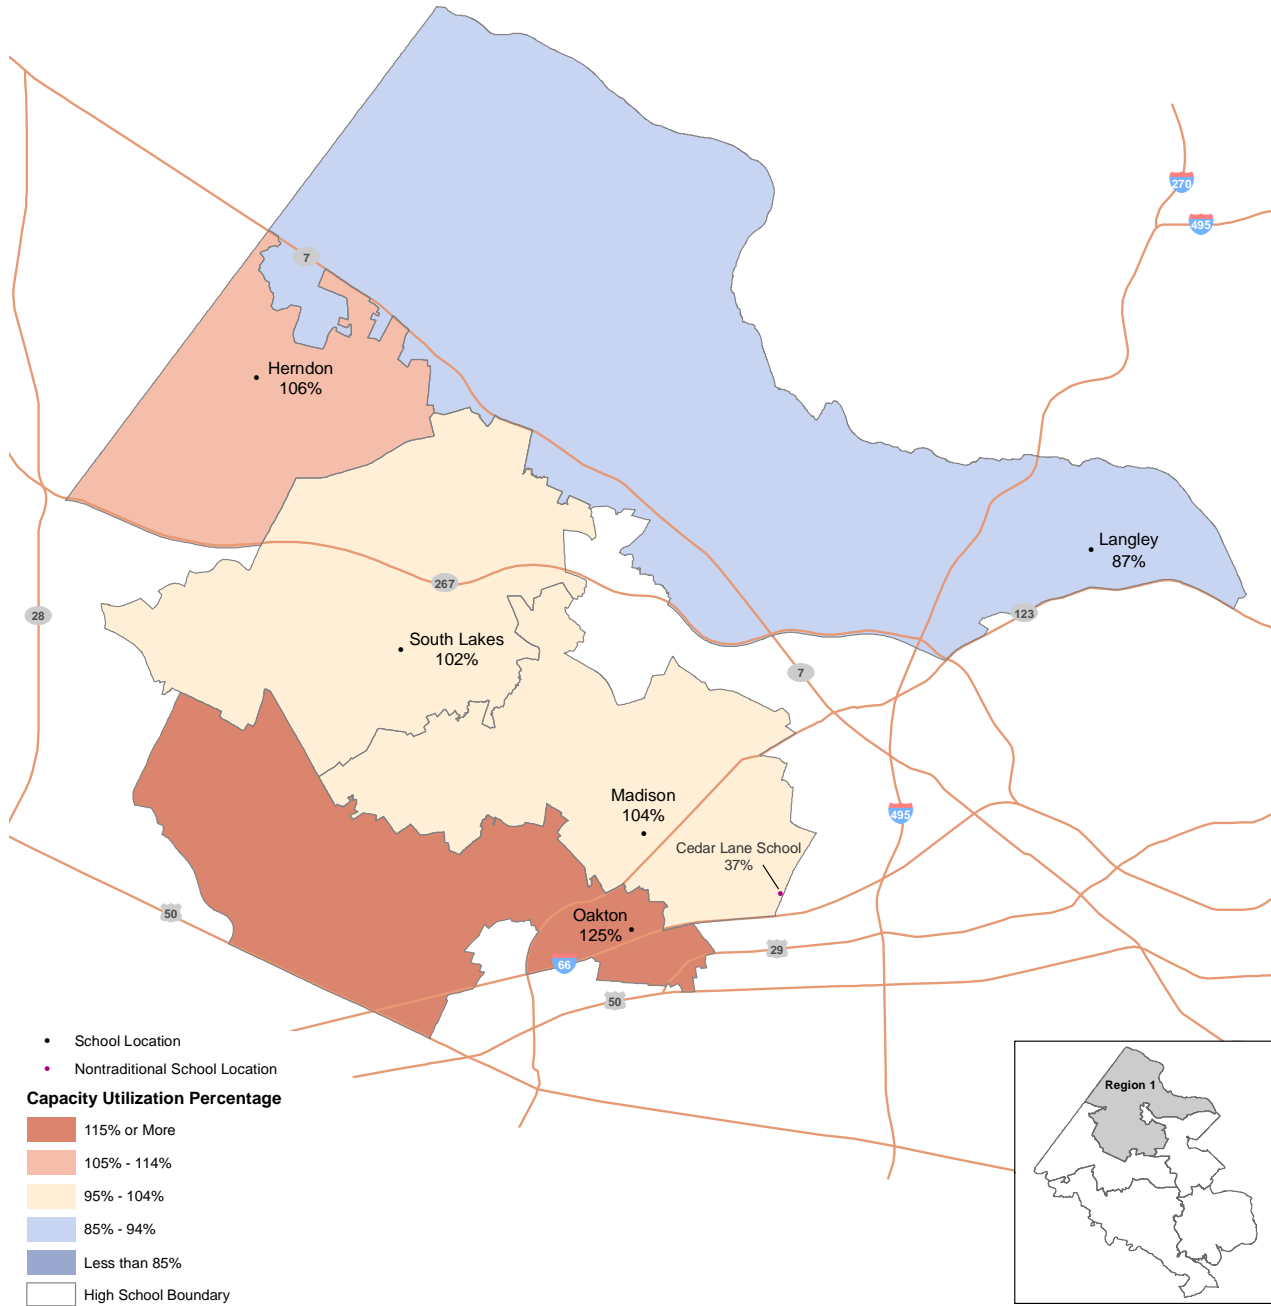 270
495
7
Herndon
106%
Langley
87%
267
123
28
South Lakes
102%
7
Madison
104%
495
Cedar Lane School
37%
50
Oakton
125%
29
66
50
School Location
Nontraditional School Location
Capacity Utilization Percentage
115% or More
105% - 114%
95% - 104%
85% - 94%
Less than 85%
High School Boundary
Region 1